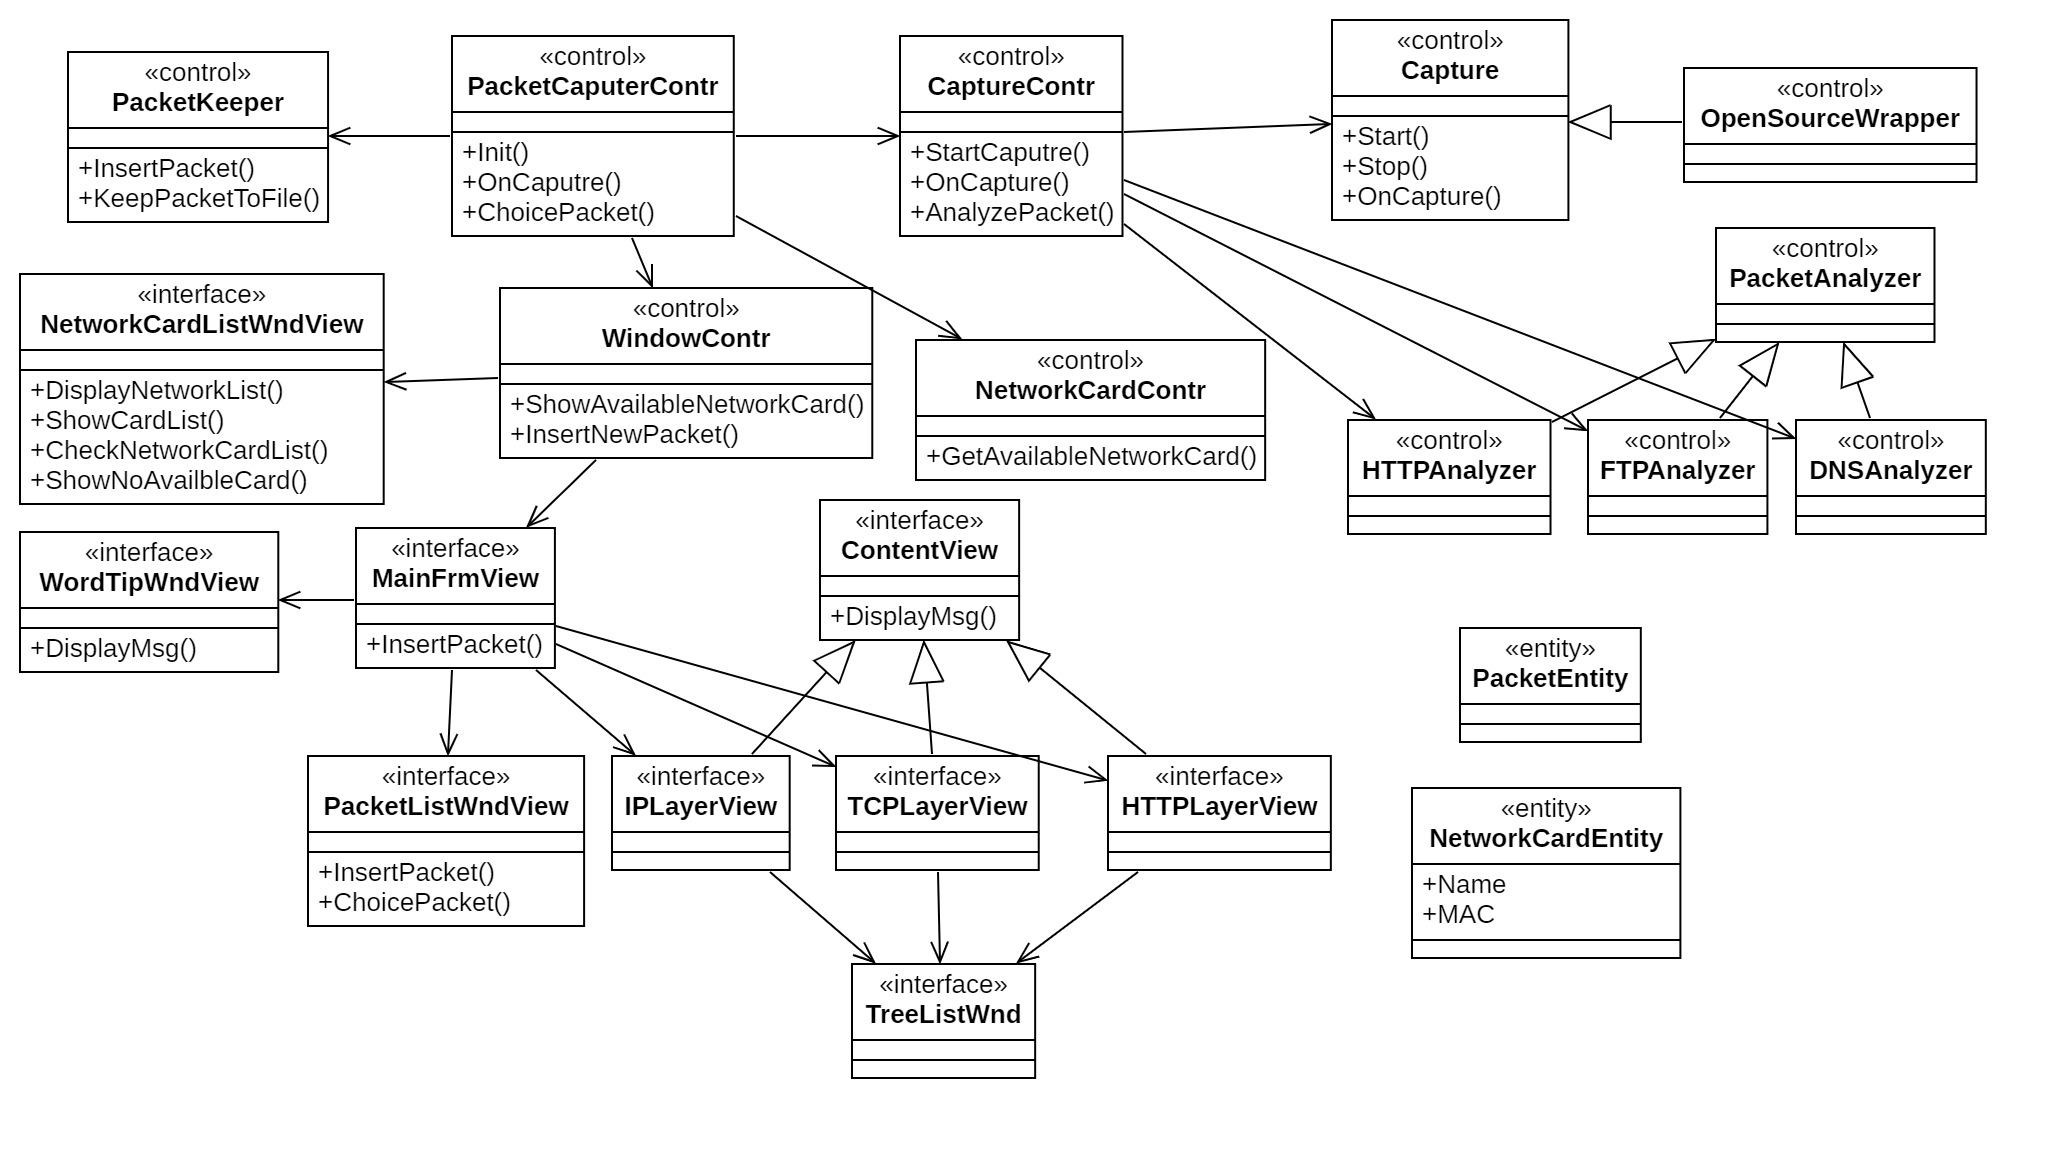 «control»
PacketKeeper
+InsertPacket()
+KeepPacketToFile()
«control»
PacketCaputerContr
+Init()
+OnCaputre()
+ChoicePacket()
«control»
CaptureContr
+StartCaputre()
+OnCapture()
+AnalyzePacket()
«control»
Capture
+Start()
+Stop()
+OnCapture()
«control»
OpenSourceWrapper
«control»
PacketAnalyzer
«interface»
NetworkCardListWndView
+DisplayNetworkList()
+ShowCardList()
+CheckNetworkCardList()
+ShowNoAvailbleCard()
«control»
WindowContr
+ShowAvailableNetworkCard()
+InsertNewPacket()
«control»
NetworkCardContr
+GetAvailableNetworkCard()
«control»
HTTPAnalyzer
«control»
FTPAnalyzer
«control»
DNSAnalyzer
«interface»
WordTipWndView
+DisplayMsg()
«interface»
MainFrmView
+InsertPacket()
«interface»
ContentView
+DisplayMsg()
«entity»
PacketEntity
«interface»
PacketListWndView
+InsertPacket()
+ChoicePacket()
«interface»
IPLayerView
«interface»
TCPLayerView
«interface»
HTTPLayerView
«entity»
NetworkCardEntity
+Name
+MAC
«interface»
TreeListWnd